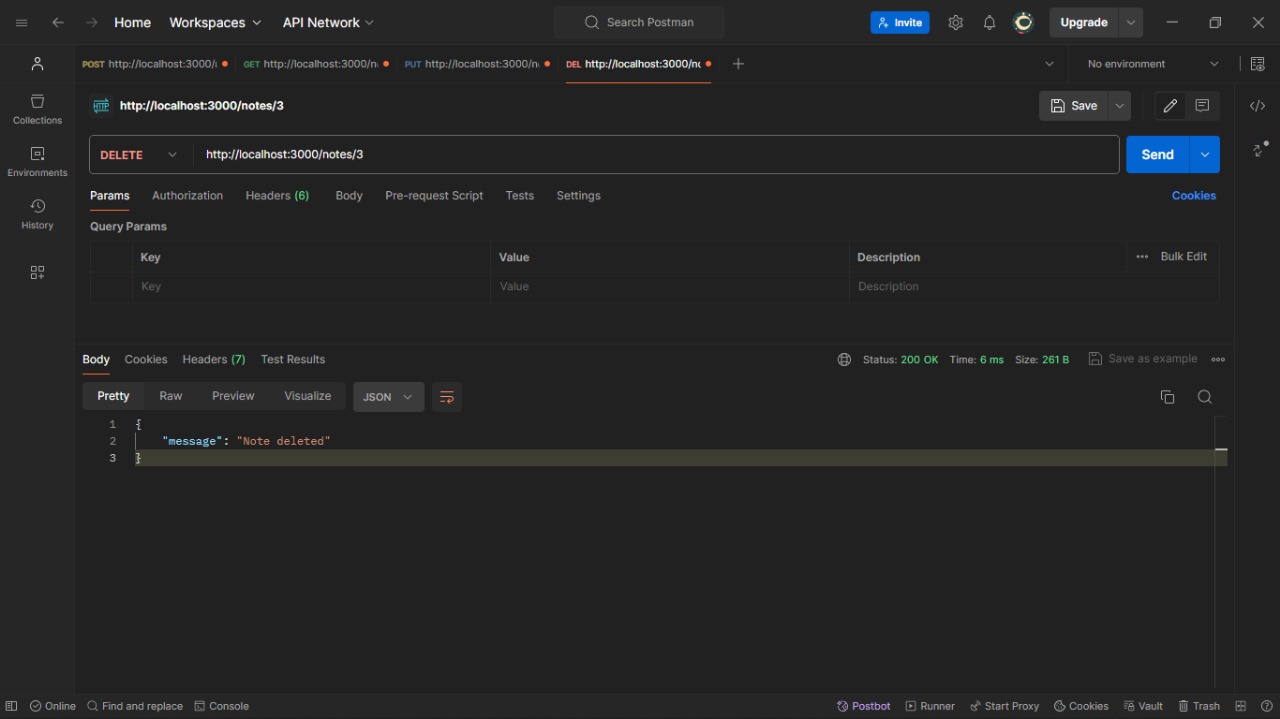 Home Workspaces API Network Search Postman Invite Upgrade
POST http://localhost:3000/ GET http://localhost:3000/n PUT http://localhost:3000/n DEL http://localhost:3000/no No environment
HTTP http://localhost:3000/notes/3 Save
Collections
DELETE http://localhost:3000/notes/3 Send
Environments
Params Authorization Headers (6) Body Pre-request Script Tests Settings Cookies
History
Query Params
Key Value Description Bulk Edit
Key Value Description
Body Cookies Headers (7) Test Results Status: 200 OK Time: 6 ms Size: 261 B Save as example
Pretty Raw Preview Visualize JSON
1 {
2 "message": "Note deleted"
3 }
Online Find and replace Console Postbot Runner Start Proxy Cookies Vault Trash